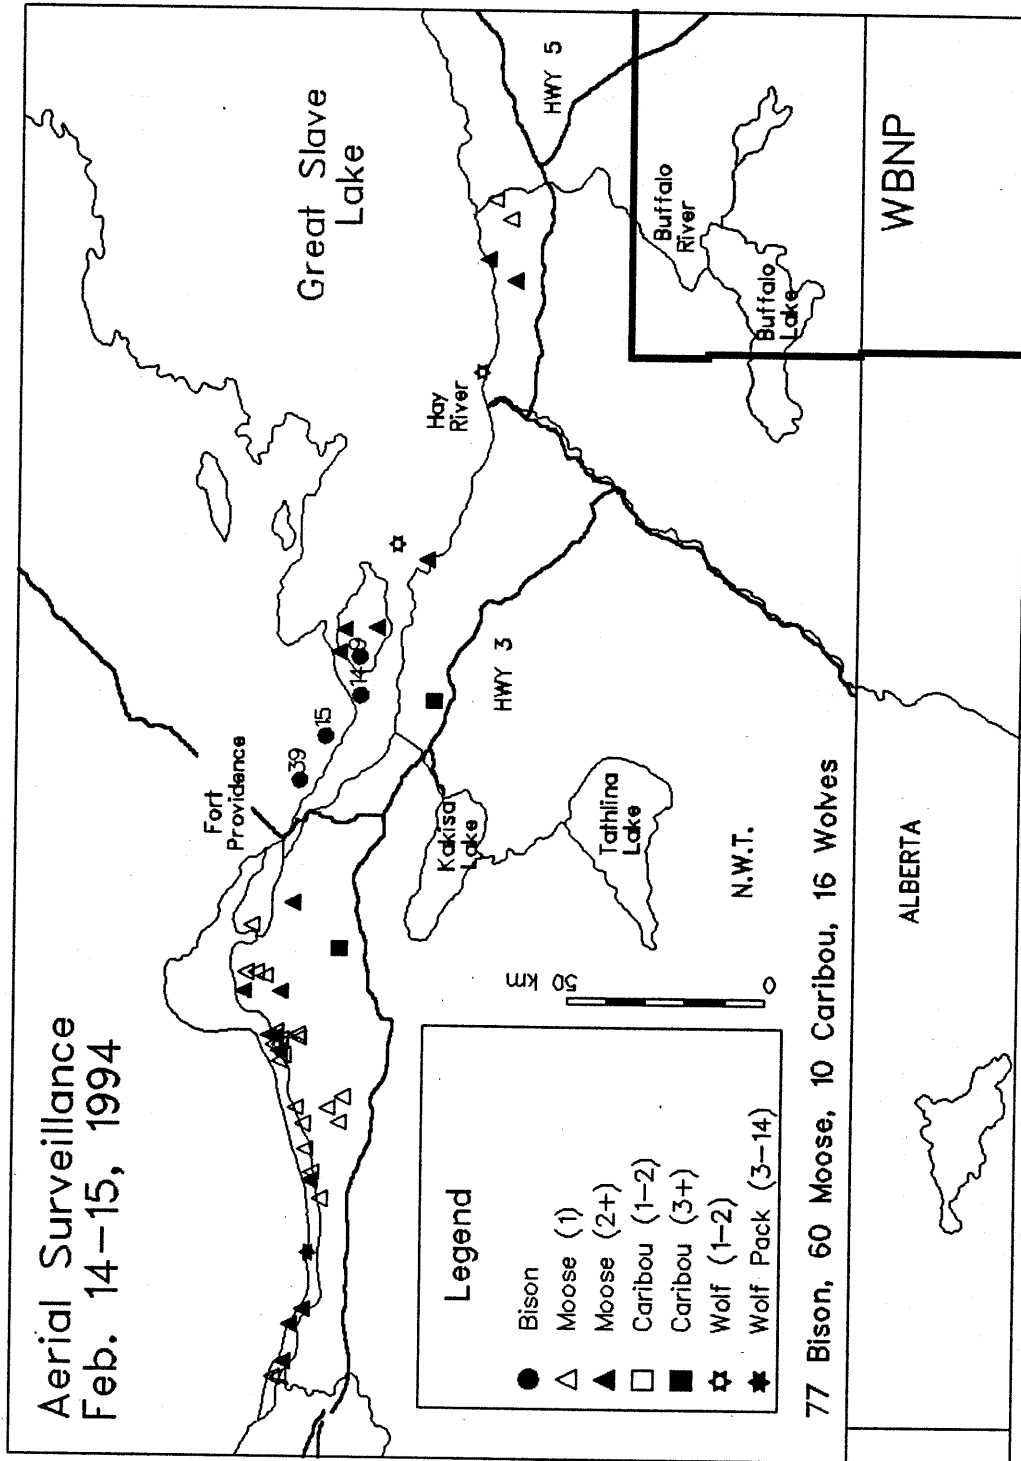 Aerial Surveillance
Feb. 14-15, 1994
Great Slave
Lake
HWY 5
Fort
Providence
39
15
14
9
Hay
River
Buffalo
River
Buffalo
Lake
WBNP
HWY 3
Kakisa
Lake
Tathlina
Lake
N.W.T.
50 km
0
Legend
Bison
Moose (1)
Moose (2+)
Caribou (1-2)
Caribou (3+)
Wolf (1-2)
Wolf Pack (3-14)
77 Bison, 60 Moose, 10 Caribou, 16 Wolves
ALBERTA